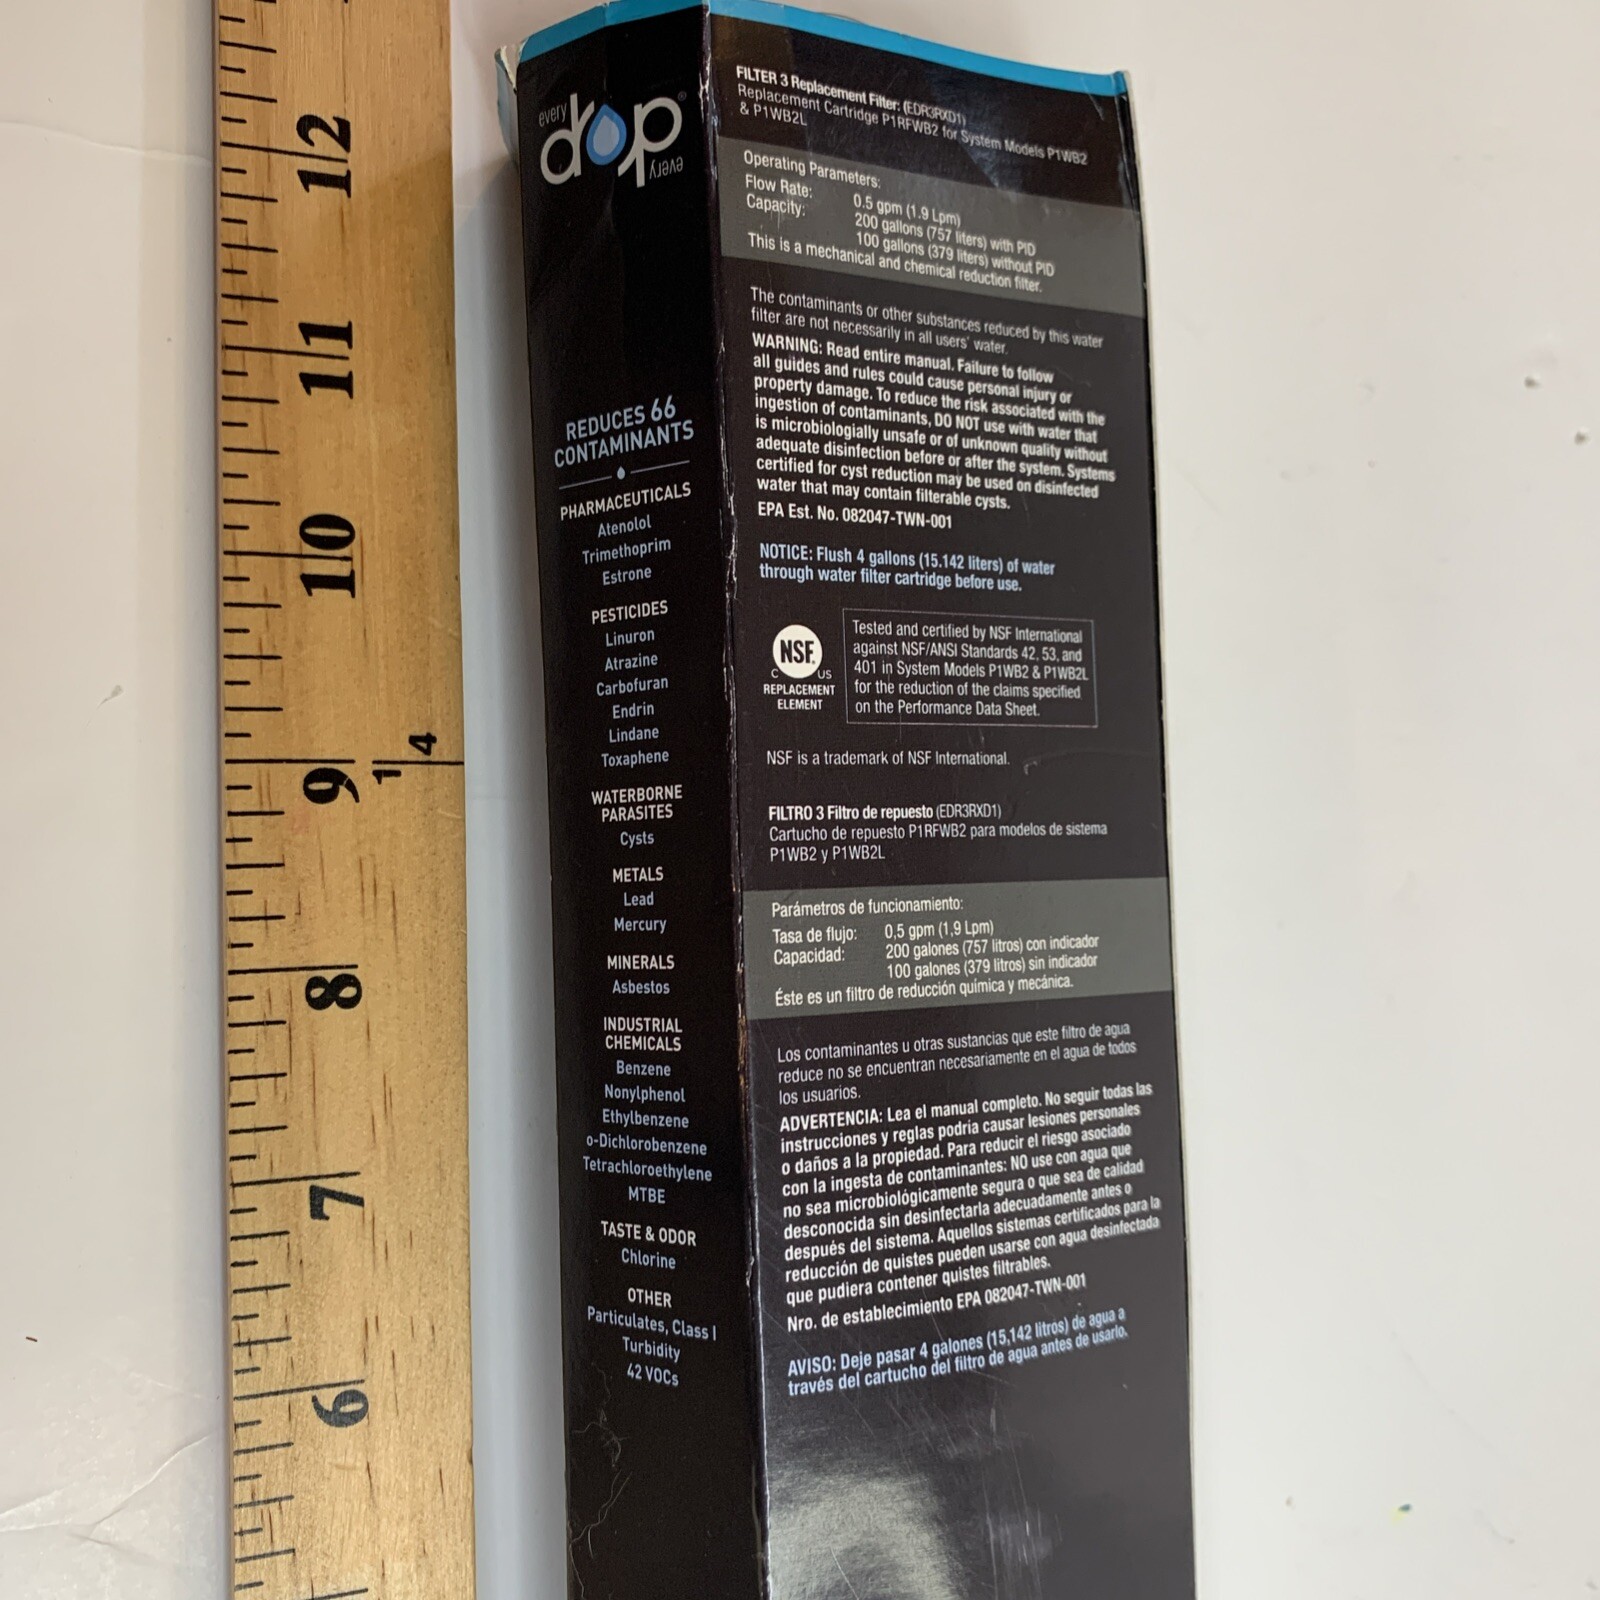 12
11
10
9
1
4
8
7
6
every
drop®
every
REDUCES 66
CONTAMINANTS
PHARMACEUTICALS
Atenolol
Trimethoprim
Estrone
PESTICIDES
Linuron
Atrazine
Carbofuran
Endrin
Lindane
Toxaphene
WATERBORNE
PARASITES
Cysts
METALS
Lead
Mercury
MINERALS
Asbestos
INDUSTRIAL
CHEMICALS
Benzene
Nonylphenol
Ethylbenzene
o-Dichlorobenzene
Tetrachloroethylene
MTBE
TASTE & ODOR
Chlorine
OTHER
Particulates, Class I
Turbidity
42 VOCs
FILTER 3 Replacement Filter: (EDR3RXD1)
Replacement Cartridge P1RFWB2 for System Models P1WB2
& P1WB2L
Operating Parameters:
Flow Rate: 0.5 gpm (1.9 Lpm)
Capacity: 200 gallons (757 liters) with PID
100 gallons (379 liters) without PID
This is a mechanical and chemical reduction filter.
The contaminants or other substances reduced by this water
filter are not necessarily in all users' water.
WARNING: Read entire manual. Failure to follow
all guides and rules could cause personal injury or
property damage. To reduce the risk associated with the
ingestion of contaminants, DO NOT use with water that
is microbiologially unsafe or of unknown quality without
adequate disinfection before or after the system. Systems
certified for cyst reduction may be used on disinfected
water that may contain filterable cysts.
EPA Est. No. 082047-TWN-001
NOTICE: Flush 4 gallons (15.142 liters) of water
through water filter cartridge before use.
NSF.
C US
REPLACEMENT
ELEMENT
Tested and certified by NSF International
against NSF/ANSI Standards 42, 53, and
401 in System Models P1WB2 & P1WB2L
for the reduction of the claims specified
on the Performance Data Sheet.
NSF is a trademark of NSF International.
FILTRO 3 Filtro de repuesto (EDR3RXD1)
Cartucho de repuesto P1RFWB2 para modelos de sistema
P1WB2 y P1WB2L
Parámetros de funcionamiento:
Tasa de flujo: 0,5 gpm (1,9 Lpm)
Capacidad: 200 galones (757 litros) con indicador
100 galones (379 litros) sin indicador
Éste es un filtro de reducción química y mecánica.
Los contaminantes u otras sustancias que este filtro de agua
reduce no se encuentran necesariamente en el agua de todos
los usuarios.
ADVERTENCIA: Lea el manual completo. No seguir todas las
instrucciones y reglas podría causar lesiones personales
o daños a la propiedad. Para reducir el riesgo asociado
con la ingesta de contaminantes: NO use con agua que
no sea microbiológicamente segura o que sea de calidad
desconocida sin desinfectarla adecuadamente antes o
después del sistema. Aquellos sistemas certificados para la
reducción de quistes pueden usarse con agua desinfectada
que pudiera contener quistes filtrables.
Nro. de establecimiento EPA 082047-TWN-001
AVISO: Deje pasar 4 galones (15,142 litros) de agua a
través del cartucho del filtro de agua antes de usarlo.